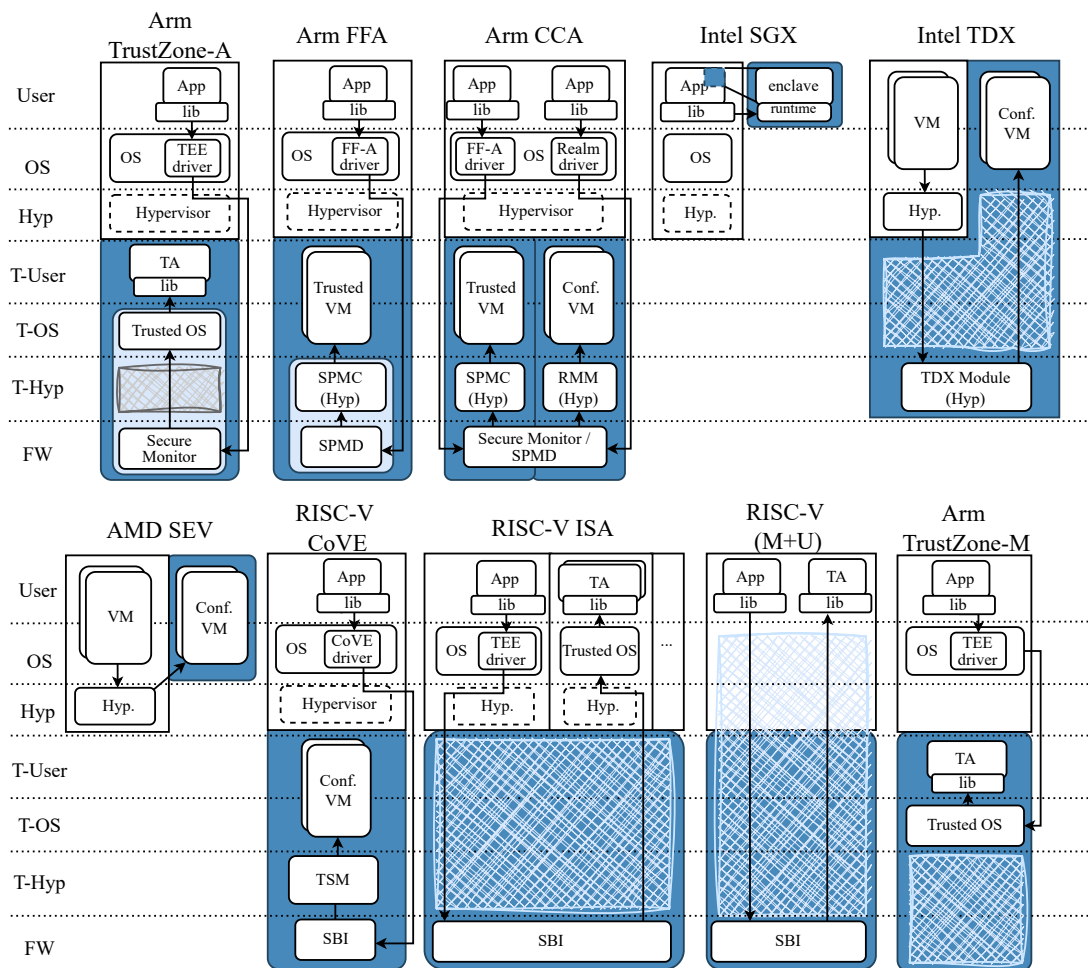 Arm
TrustZone-A
Arm FFA
Arm CCA
Intel SGX
Intel TDX
User
OS
Hyp
T-User
T-OS
T-Hyp
FW
App
lib
OS
TEE
driver
Hypervisor
TA
lib
Trusted OS
Secure
Monitor
App
lib
OS
FF-A
driver
Hypervisor
Trusted
VM
SPMC
(Hyp)
SPMD
App
lib
App
lib
FF-A
driver
OS
Realm
driver
Hypervisor
Trusted
VM
Conf.
VM
SPMC
(Hyp)
RMM
(Hyp)
Secure Monitor /
SPMD
App
lib
enclave
runtime
OS
Hyp.
VM
Conf.
VM
Hyp.
TDX Module
(Hyp)
AMD SEV
RISC-V
CoVE
RISC-V ISA
RISC-V
(M+U)
Arm
TrustZone-M
User
OS
Hyp
T-User
T-OS
T-Hyp
FW
VM
Conf.
VM
Hyp.
App
lib
OS
CoVE
driver
Hypervisor
Conf.
VM
TSM
SBI
App
lib
OS
TEE
driver
Hyp.
TA
lib
Trusted OS
Hyp.
...
SBI
App
lib
TA
lib
SBI
App
lib
OS
TEE
driver
TA
lib
Trusted OS